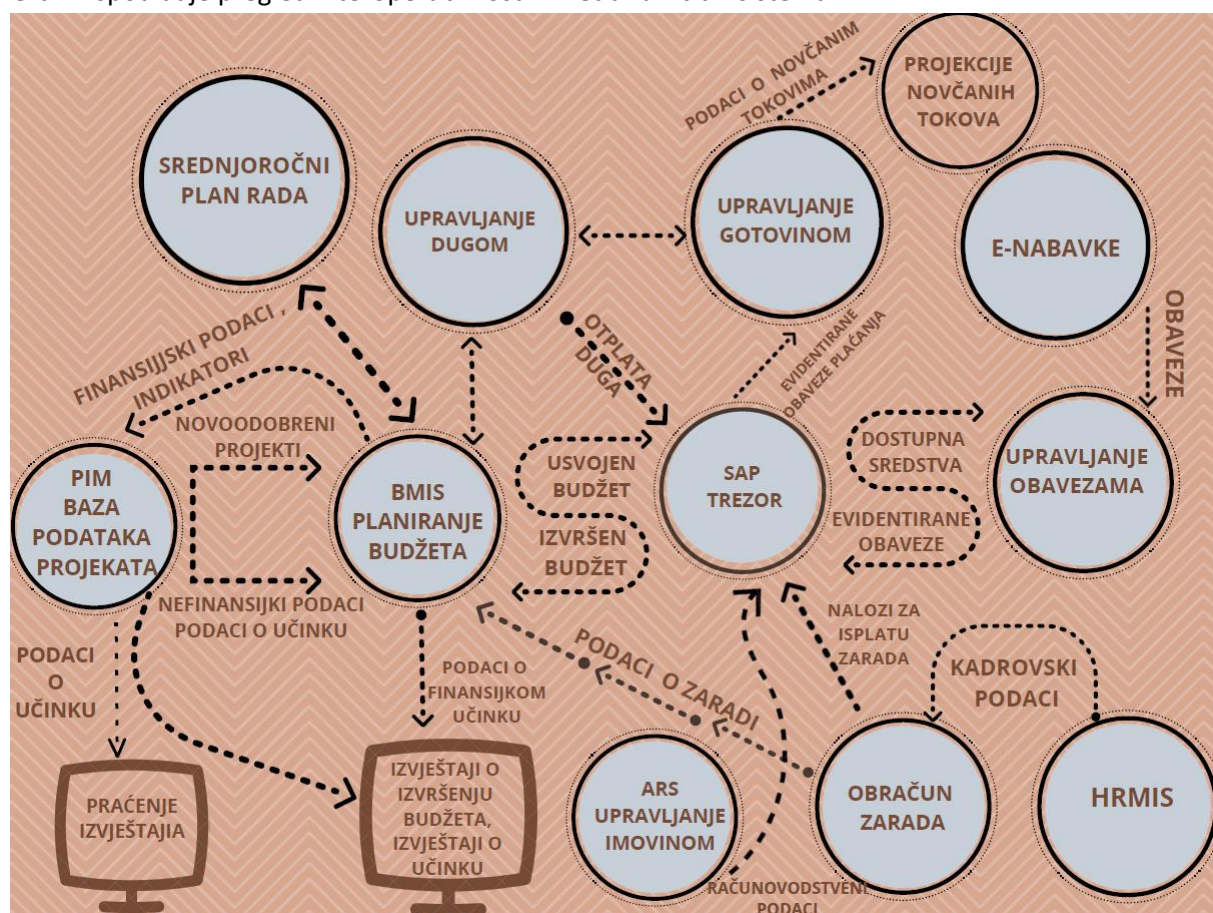 PODACI O NOVČANIM
TOKOVIMA
PROJEKCIJE
NOVČANIH
TOKOVA
SREDNJOROČNI
PLAN RADA
UPRAVLJANJE
DUGOM
UPRAVLJANJE
GOTOVINOM
E-NABAVKE
OBAVEZE
FINANSIJJSKI PODACI ,
INDIKATORI
OTPLATA
DUGA
EVIDENTIRANE
OBAVEZE PLAĆANJA
NOVOODOBRENI
PROJEKTI
PIM
BAZA
PODATAKA
PROJEKATA
BMIS
PLANIRANJE
BUDŽETA
USVOJEN
BUDŽET
IZVRŠEN
BUDŽET
SAP
TREZOR
DOSTUPNA
SREDSTVA
EVIDENTIRANE
OBAVEZE
UPRAVLJANJE
OBAVEZAMA
NEFINANSIJKI PODACI
PODACI O UČINKU
PODACI
O
UČINKU
PODACI O
FINANSIJKOM
UČINKU
PODACI O ZARADI
NALOZI ZA
ISPLATU
ZARADA
KADROVSKI
PODACI
PRAĆENJE
IZVJEŠTAJIA
IZVJEŠTAJI O
IZVRŠENJU
BUDŽETA,
IZVJEŠTAJI O
UČINKU
ARS
UPRAVLJANJE
IMOVINOM
OBRAČUN
ZARADA
HRMIS
RAČUNOVODSTVENI
PODACI